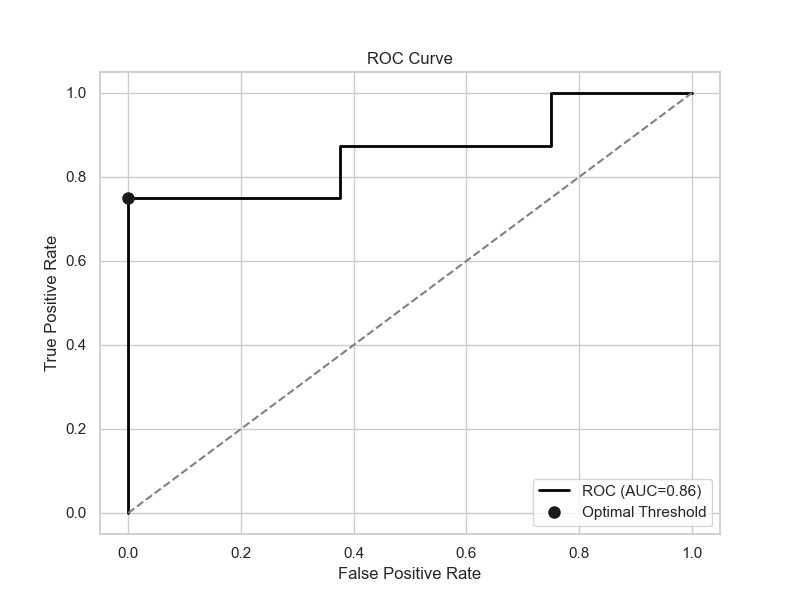 ROC Curve
True Positive Rate
1.0
0.8
0.6
0.4
0.2
0.0
0.0 0.2 0.4 0.6 0.8 1.0
False Positive Rate
ROC (AUC=0.86)
Optimal Threshold